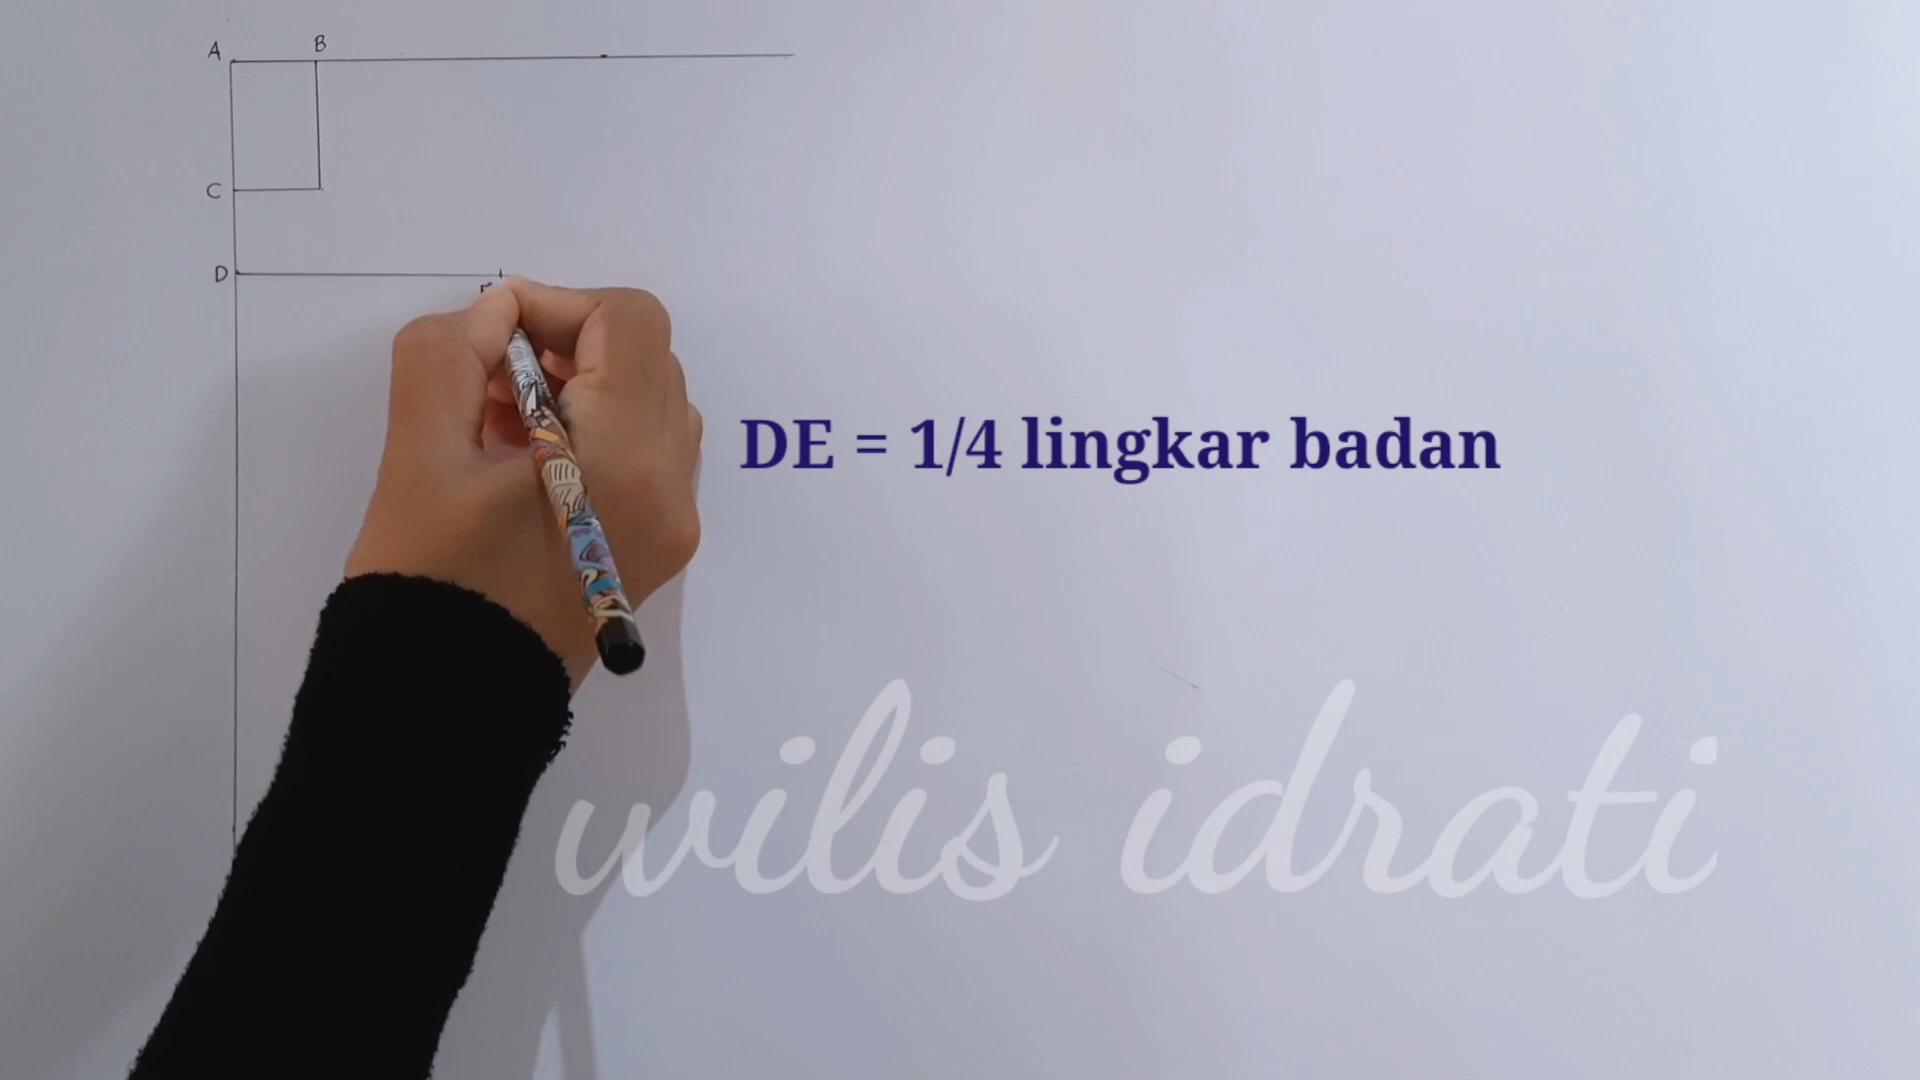 A B
C
D
DE = 1/4 lingkar badan
wilis idrati